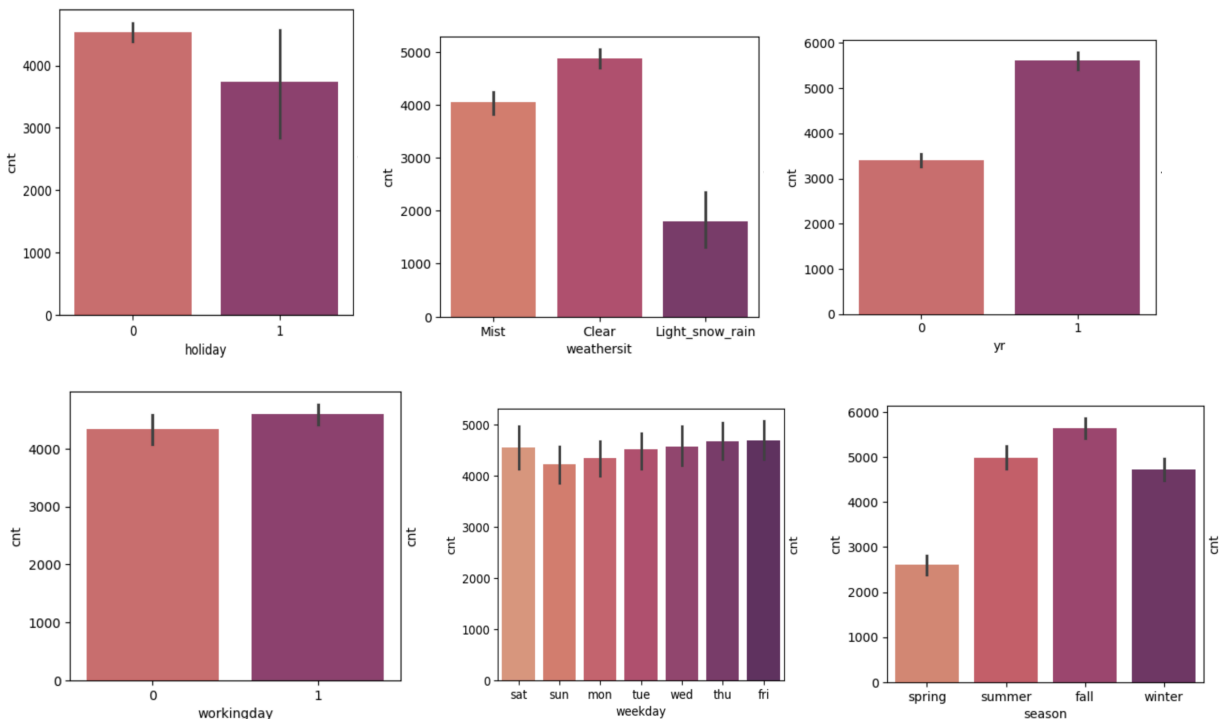 cnt
4000
3000
2000
1000
0
0 1
holiday
cnt
5000
4000
3000
2000
1000
0
Mist Clear Light_snow_rain
weathersit
cnt
6000
5000
4000
3000
2000
1000
0
0 1
yr
cnt
4000
3000
2000
1000
0
0 1
workingday
cnt
cnt
5000
4000
3000
2000
1000
0
sat sun mon tue wed thu fri
weekday
cnt
cnt
6000
5000
4000
3000
2000
1000
0
spring summer fall winter
season
cnt